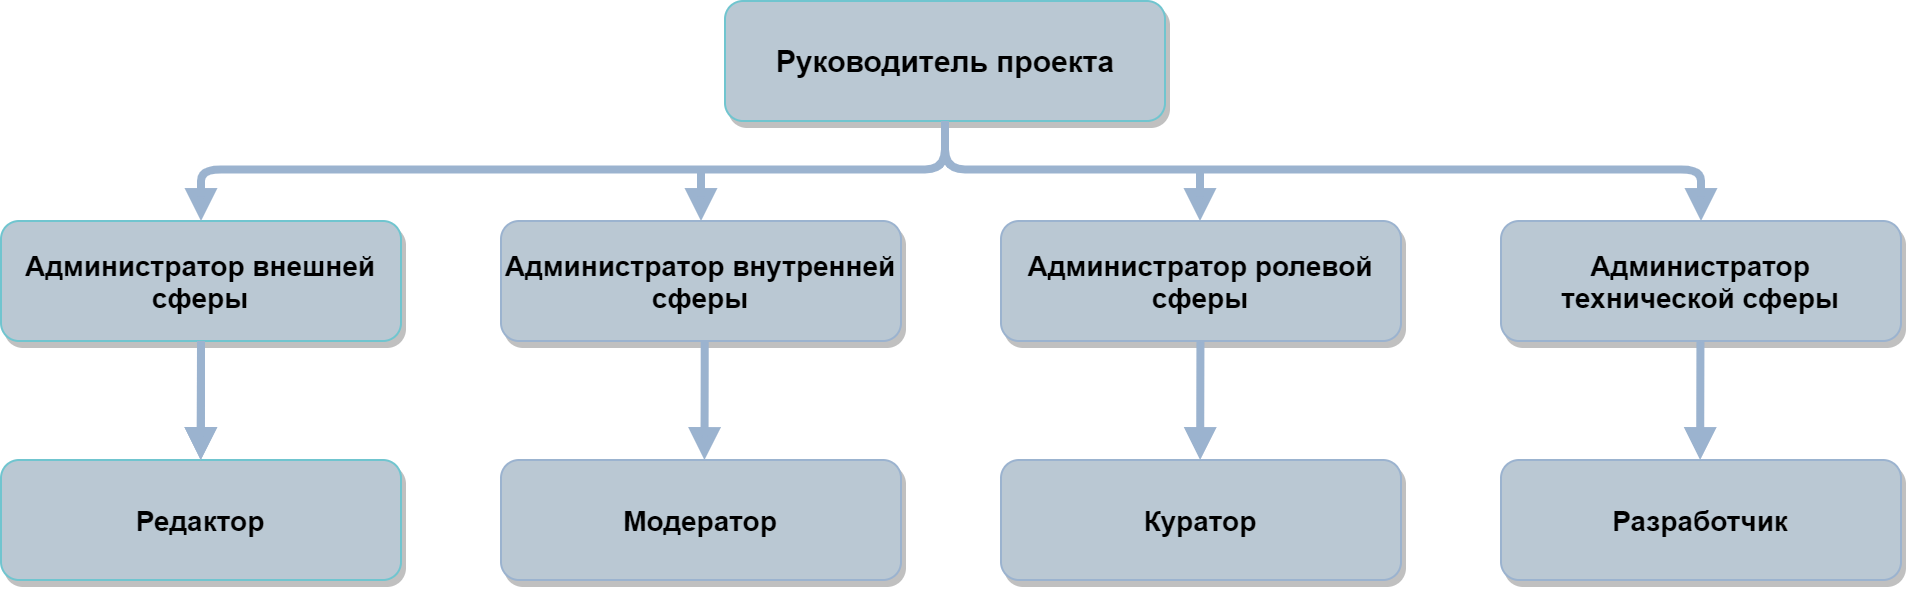 Руководитель проекта
Администратор внешней
сферы
Администратор внутренней
сферы
Администратор ролевой
сферы
Администратор
технической сферы
Редактор
Модератор
Куратор
Разработчик